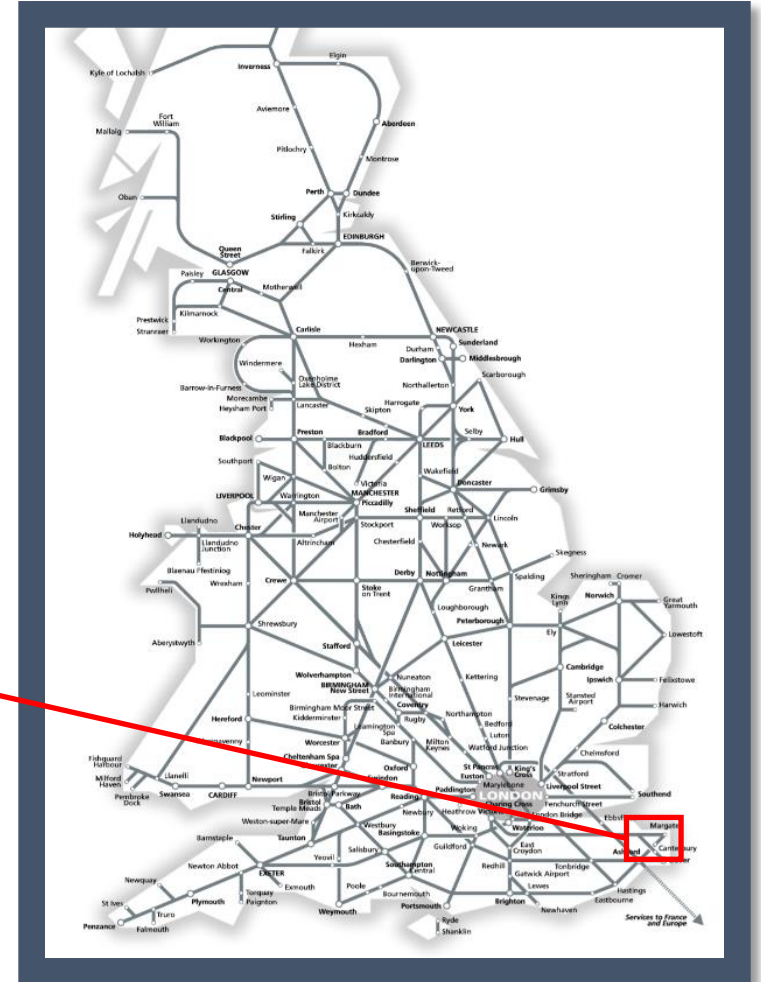 Elgin
Inverness
Kyle of Lochalsh
Aviemore
Fort
William
Aberdeen
Mallaig
Pitlochry
Montrose
Perth
Dundee
Oban
Stirling
Kirkcaldy
EDINBURGH
Queen
Street
Falkirk
Berwick-
upon-Tweed
Paisley
GLASGOW
Central
Motherwell
Prestwick
Kilmarnock
Stranraer
Carlisle
NEWCASTLE
Workington
Hexham
Durham
Sunderland
Darlington
Middlesbrough
Windermere
Scarborough
Oxenholme
Lake District
Northallerton
Barrow-in-Furness
Morecambe
Lancaster
Harrogate
Heysham Port
Skipton
York
Blackpool
Preston
Bradford
Selby
Hull
Blackburn
LEEDS
Southport
Huddersfield
Bolton
Wakefield
Wigan
Victoria
Doncaster
LIVERPOOL
Warrington
MANCHESTER
Piccadilly
Grimsby
Manchester
Airport
Sheffield
Retford
Llandudno
Chester
Stockport
Worksop
Lincoln
Holyhead
Llandudno
Junction
Altrincham
Chesterfield
Newark
Skegness
Blaenau Ffestiniog
Derby
Nottingham
Pwllheli
Wrexham
Crewe
Stoke
on Trent
Grantham
Spalding
Sheringham
Cromer
Kings
Lynn
Norwich
Great
Yarmouth
Loughborough
Shrewsbury
Peterborough
Ely
Lowestoft
Aberystwyth
Stafford
Leicester
Wolverhampton
Nuneaton
Kettering
Cambridge
BIRMINGHAM
New Street
Birmingham
International
Ipswich
Felixstowe
Leominster
Coventry
Stevenage
Stansted
Airport
Birmingham Moor Street
Rugby
Northampton
Harwich
Hereford
Kidderminster
Leamington
Spa
Bedford
Colchester
Worcester
Banbury
Milton
Keynes
Luton
Watford Junction
Chelmsford
Cheltenham Spa
Fishguard
Harbour
Oxford
St Pancras
King's
Cross
Euston
Stratford
Milford
Haven
Llanelli
Newport
Swindon
Marylebone
Paddington
Liverpool Street
Pembroke
Dock
Swansea
CARDIFF
Bristol Parkway
LONDON
Southend
Reading
Charing Cross
Fenchurch Street
Bristol
Temple Meads
Bath
Newbury
Heathrow
London Bridge
Weston-super-Mare
Westbury
Waterloo
Margate
Barnstaple
Taunton
Basingstoke
Woking
East
Croydon
Canterbury
Yeovil
Salisbury
Guildford
Ashford
Newton Abbot
Redhill
Tonbridge
Dover
EXETER
Southampton
Central
Gatwick Airport
Newquay
Exmouth
Poole
Lewes
Hastings
Torquay
Bournemouth
Eastbourne
St Ives
Plymouth
Paignton
Portsmouth
Brighton
Newhaven
Truro
Weymouth
Ryde
Services to France
and Europe
Penzance
Falmouth
Shanklin